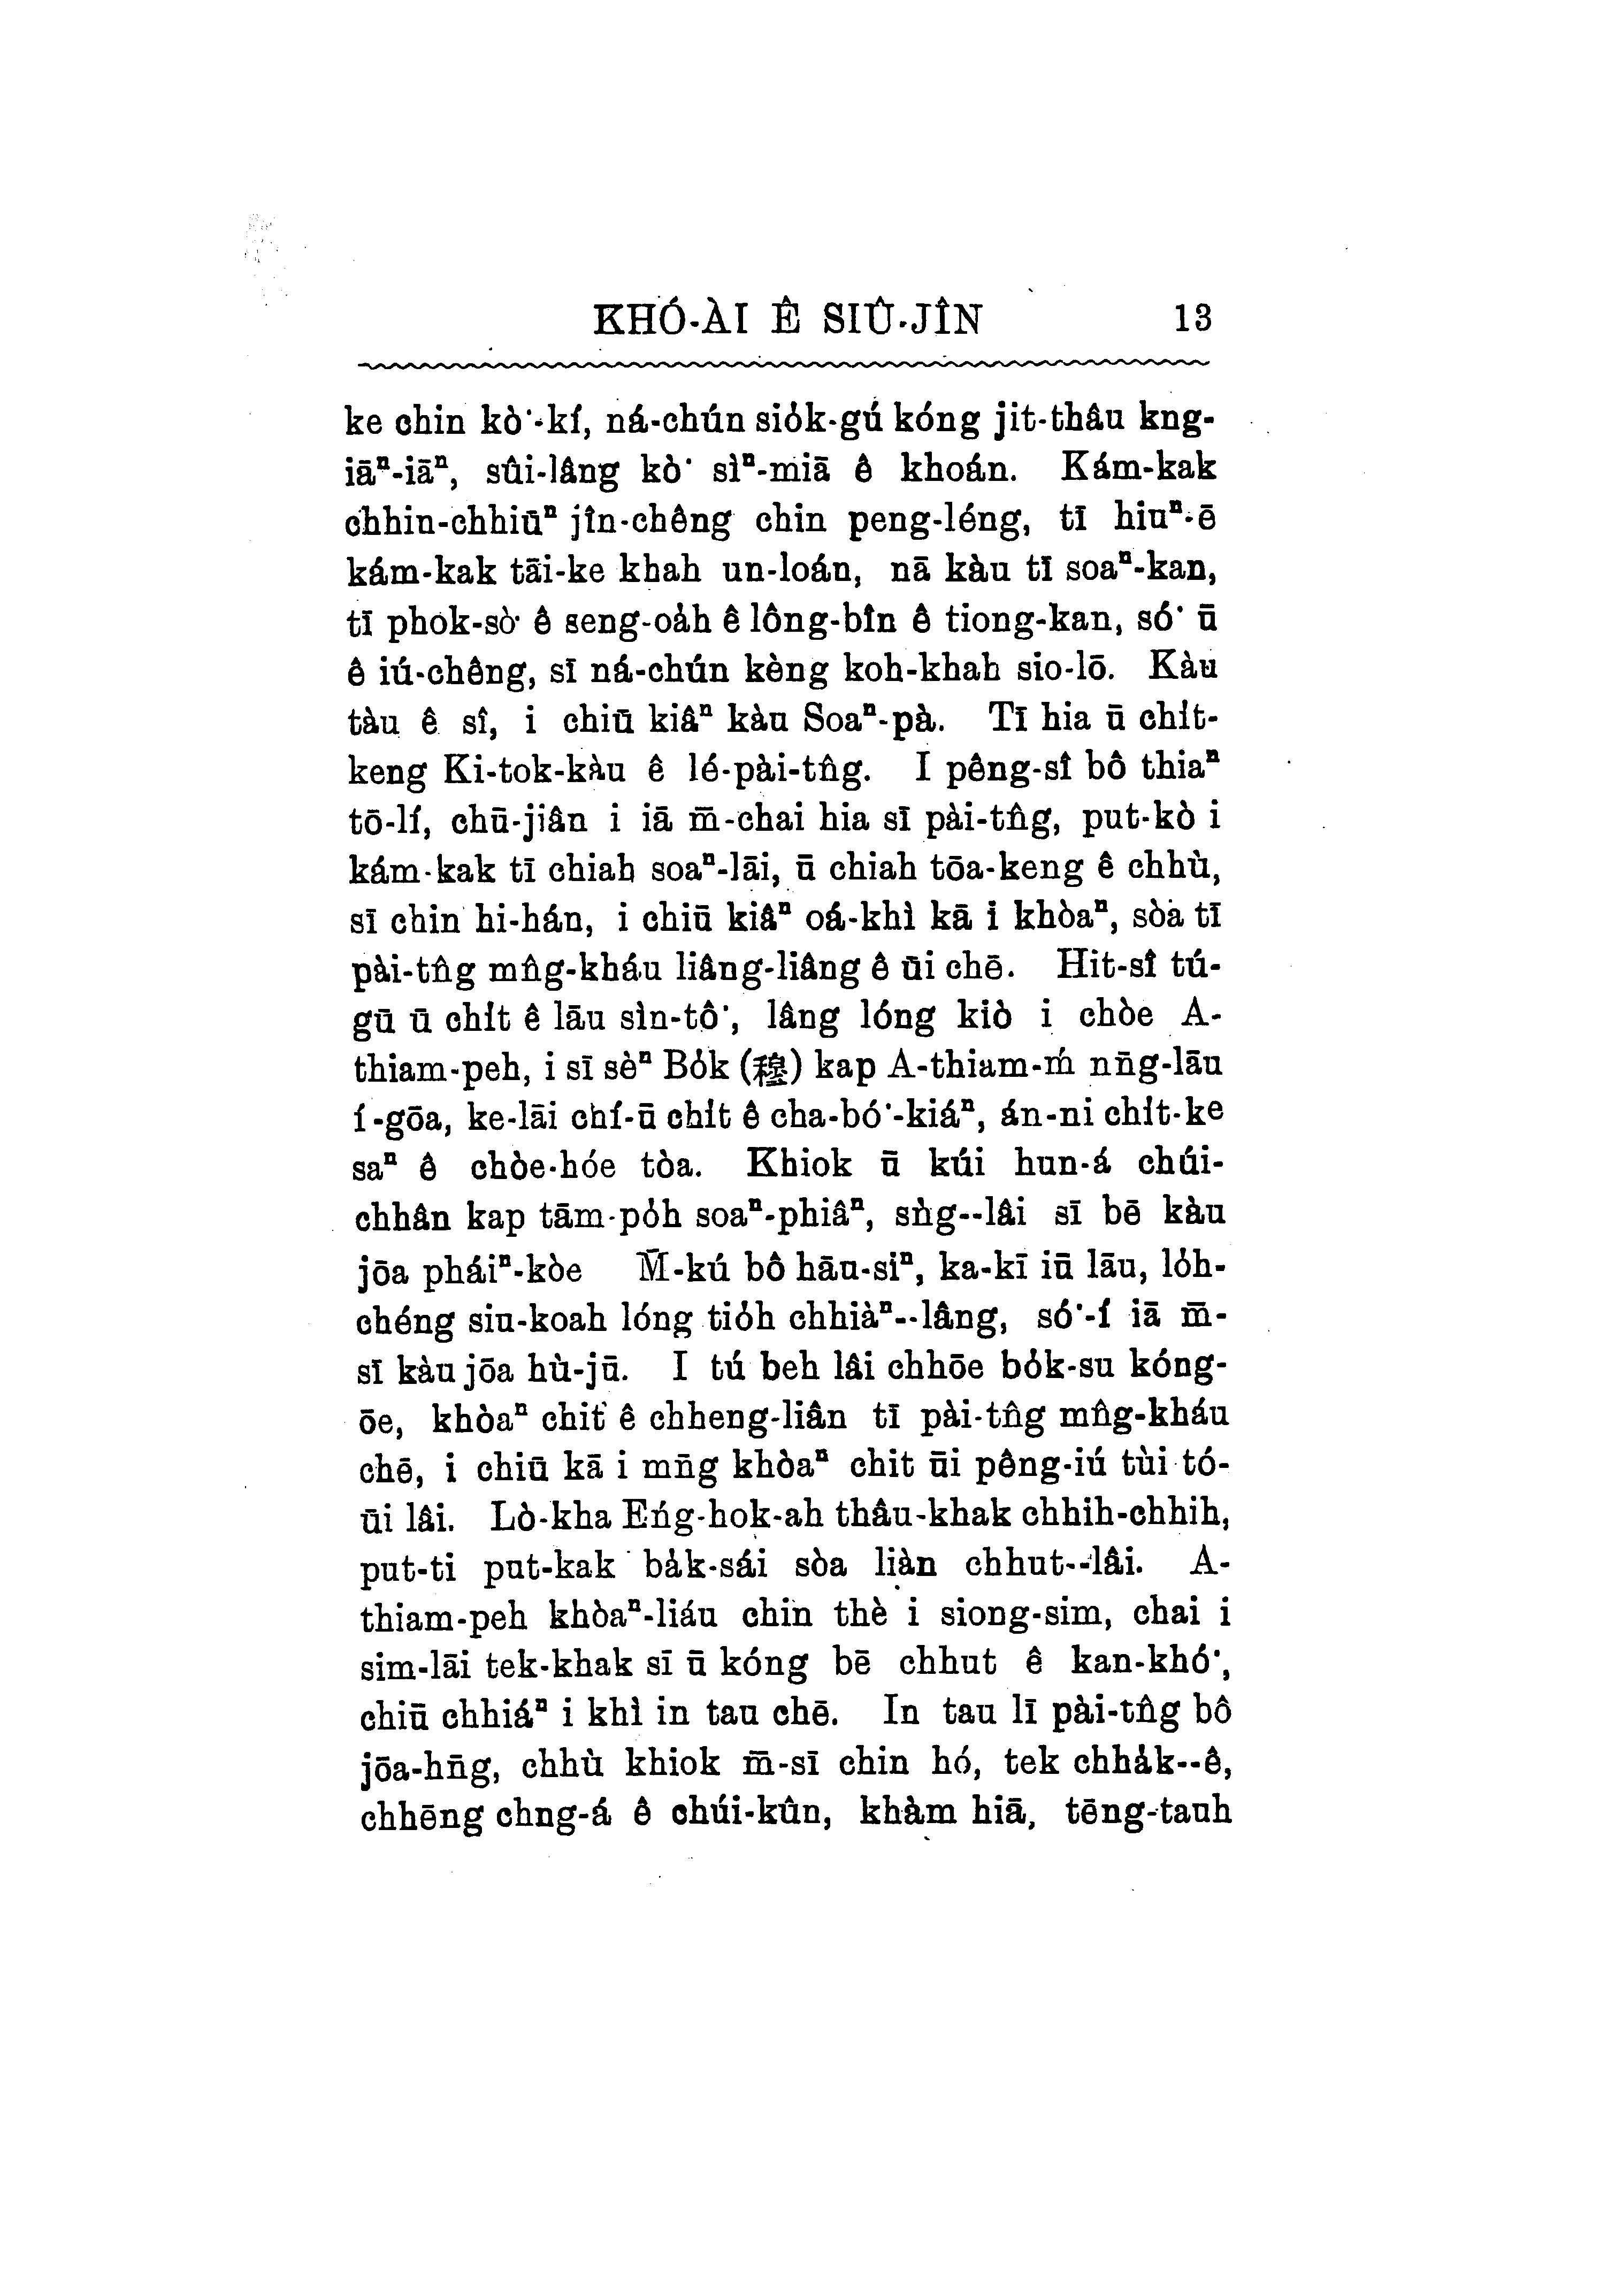 KHÓ-ÀI Ê SIÛ-JÎN 13
ke chin kò͘-kí, ná-chún sio̍k-gú kóng jit-thâu kng-
iāⁿ-iāⁿ, sûi-lâng kò͘ sìⁿ-miā ê khoán. Kám-kak
chhin-chhiūⁿ jîn-chêng chin peng-léng, tī hiuⁿ-ē
kám-kak tāi-ke khah un-loán, nā kàu tī soaⁿ-kan,
tī phok-sò͘ ê seng-oa̍h ê lông-bîn ê tiong-kan, só͘ ū
ê iú-chêng, sī ná-chún kèng koh-khah sio-lō. Kàu
tàu ê sî, i chiū kiâⁿ kàu Soaⁿ-pà. Tī hia ū chi̍t-
keng Ki-tok-kàu ê lé-pài-tn̂g. I pêng-sî bô thiaⁿ
tō-lí, chū-jiân i iā m̄-chai hia sī pài-tn̂g, put-kò i
kám-kak tī chiah soaⁿ-lāi, ū chiah tōa-keng ê chhù,
sī chin hi-hán, i chiū kiâⁿ oá-khì kā i khòaⁿ, sòa tī
pài-tn̂g mn̂g-kháu liâng-liâng ê ūi chē. Hit-sî tú-
gū ū chi̍t ê lāu sìn-tô͘, lâng lóng kiò i chòe A-
thiam-peh, i sī sèⁿ Bo̍k (穆) kap A-thiam-ḿ nn̄g-lāu
í-gōa, ke-lāi chí-ū chi̍t ê cha-bó͘-kiáⁿ, án-ni chi̍t-ke
saⁿ ê chòe-hóe tòa. Khiok ū kúi hun-á chúi-
chhân kap tām-po̍h soaⁿ-phiâⁿ, sǹg--lâi sī bē kàu
jōa pháiⁿ-kòe M̄-kú bô hāu-siⁿ, ka-kī iū lāu, lo̍h-
chéng siu-koah lóng tio̍h chhiàⁿ--lâng, só͘-í iā m̄-
sī kàu jōa hù-jū. I tú beh lâi chhōe bo̍k-su kóng-
ōe, khòaⁿ chit ê chheng-liân tī pài-tn̂g mn̂g-kháu
chē, i chiū kā i mn̄g khòaⁿ chit ūi pêng-iú tùi tó-
ūi lâi. Lò-kha Eńg-hok-ah thâu-khak chhih-chhih,
put-ti put-kak ba̍k-sái sòa liàn chhut--lâi. A-
thiam-peh khòaⁿ-liáu chin thè i siong-sim, chai i
sim-lāi tek-khak sī ū kóng bē chhut ê kan-khó͘,
chiū chhiáⁿ i khì in tau chē. In tau lī pài-tn̂g bô
jōa-hn̄g, chhù khiok m̄-sī chin hó, tek chha̍k--ê,
chhēng chng-á ê chúi-kûn, khàm hiā, tēng-tauh